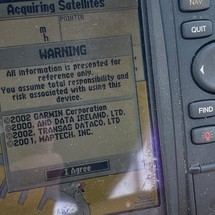 Acquiring Satellites
POINTER
NAV
m
WARNING
QUIT
All information is presented for
reference only.
You assume total responsibility and
risk associated with using this
device.
©2002 GARMIN Corporation
©2000, AND DATA IRELAND, LTD.
©2002, TRANSAS DATACO, LTD
©2001, MAPTECH, INC.
FIND
I Agree